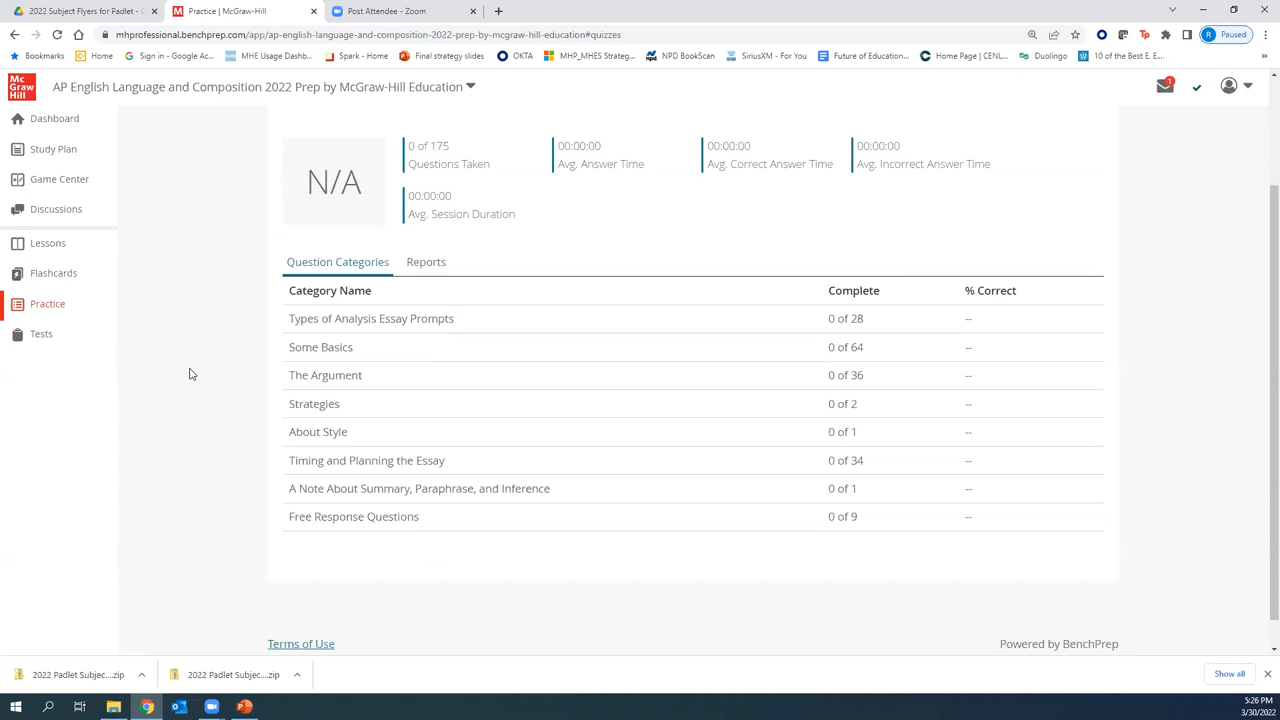 2022 Subject Flyers for Padlet - G
Practice | McGraw-Hill
Post Attendee - Zoom
mhprofessional.benchprep.com/app/ap-english-language-and-composition-2022-prep-by-mcgraw-hill-education#quizzes
R Paused
Bookmarks
Home
Sign in - Google Ac...
MHE Usage Dashb...
Spark - Home
Final strategy slides
OKTA
MHP_MHES Strateg...
NPD BookScan
SiriusXM - For You
Future of Education...
Home Page | CENL...
Duolingo
10 of the Best E. E...
Mc
Graw
Hill
AP English Language and Composition 2022 Prep by McGraw-Hill Education
1
Dashboard
Study Plan
Game Center
Discussions
Lessons
Flashcards
Practice
Tests
N/A
0 of 175
Questions Taken
00:00:00
Avg. Answer Time
00:00:00
Avg. Correct Answer Time
00:00:00
Avg. Incorrect Answer Time
00:00:00
Avg. Session Duration
Question Categories Reports
Category Name Complete % Correct
Types of Analysis Essay Prompts 0 of 28 --
Some Basics 0 of 64 --
The Argument 0 of 36 --
Strategies 0 of 2 --
About Style 0 of 1 --
Timing and Planning the Essay 0 of 34 --
A Note About Summary, Paraphrase, and Inference 0 of 1 --
Free Response Questions 0 of 9 --
Terms of Use
Powered by BenchPrep
2022 Padlet Subjec....zip
2022 Padlet Subjec....zip
Show all
5:26 PM
3/30/2022